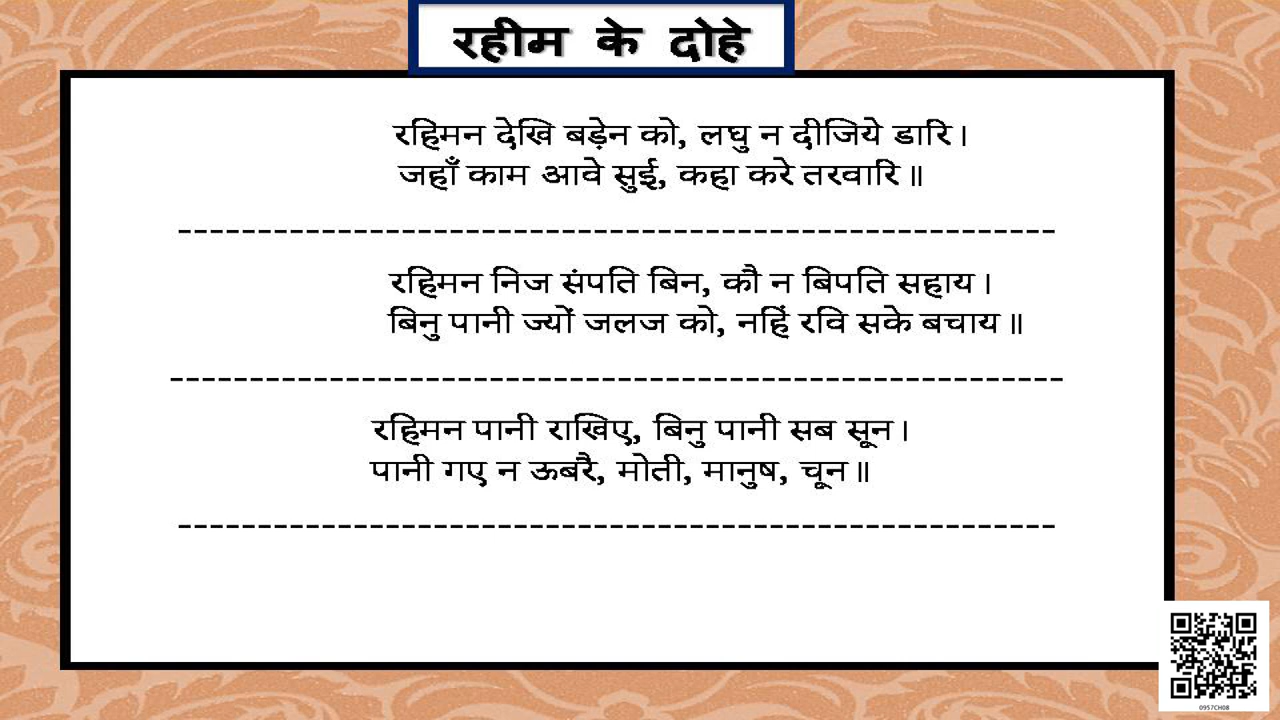 रहीम के दोहे
रहिमन देखि बड़ेन को, लघु न दीजिये डारि।
जहाँ काम आवे सुई, कहा करे तरवारि॥
रहिमन निज संपति बिन, कौ न बिपति सहाय।
बिनु पानी ज्यों जलज को, नहिं रवि सके बचाय॥
रहिमन पानी राखिए, बिनु पानी सब सून।
पानी गए न ऊबरै, मोती, मानुष, चून॥
0957CH08